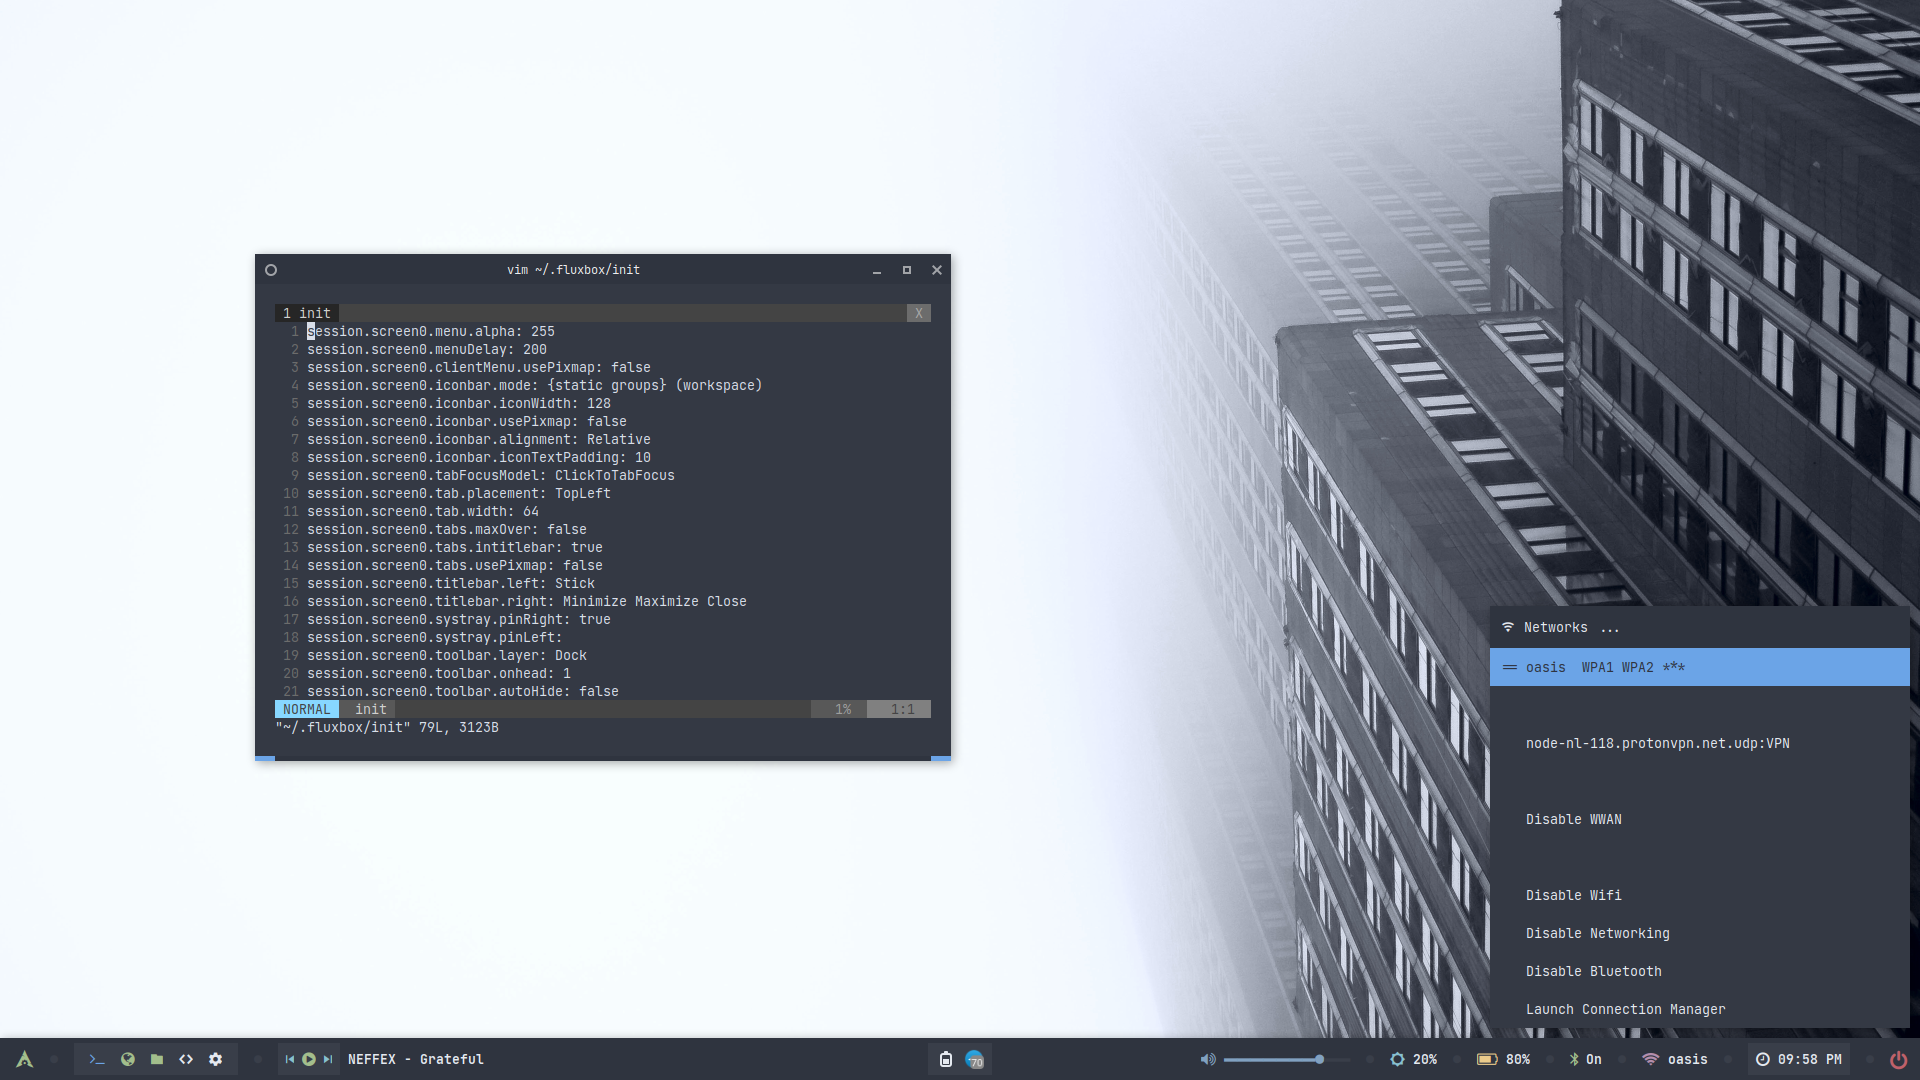 vim ~/.fluxbox/init
1 init X
1 session.screen0.menu.alpha: 255
2 session.screen0.menuDelay: 200
3 session.screen0.clientMenu.usePixmap: false
4 session.screen0.iconbar.mode: {static groups} (workspace)
5 session.screen0.iconbar.iconWidth: 128
6 session.screen0.iconbar.usePixmap: false
7 session.screen0.iconbar.alignment: Relative
8 session.screen0.iconbar.iconTextPadding: 10
9 session.screen0.tabFocusModel: ClickToTabFocus
10 session.screen0.tab.placement: TopLeft
11 session.screen0.tab.width: 64
12 session.screen0.tabs.maxOver: false
13 session.screen0.tabs.intitlebar: true
14 session.screen0.tabs.usePixmap: false
15 session.screen0.titlebar.left: Stick
16 session.screen0.titlebar.right: Minimize Maximize Close
17 session.screen0.systray.pinRight: true
18 session.screen0.systray.pinLeft:
19 session.screen0.toolbar.layer: Dock
20 session.screen0.toolbar.onhead: 1
21 session.screen0.toolbar.autoHide: false
NORMAL init 1% 1:1
"~/.fluxbox/init" 79L, 3123B
Networks ...
oasis WPA1 WPA2 ***
node-nl-118.protonvpn.net.udp:VPN
Disable WWAN
Disable Wifi
Disable Networking
Disable Bluetooth
Launch Connection Manager
NEFFEX - Grateful
70
20%
80%
On
oasis
09:58 PM